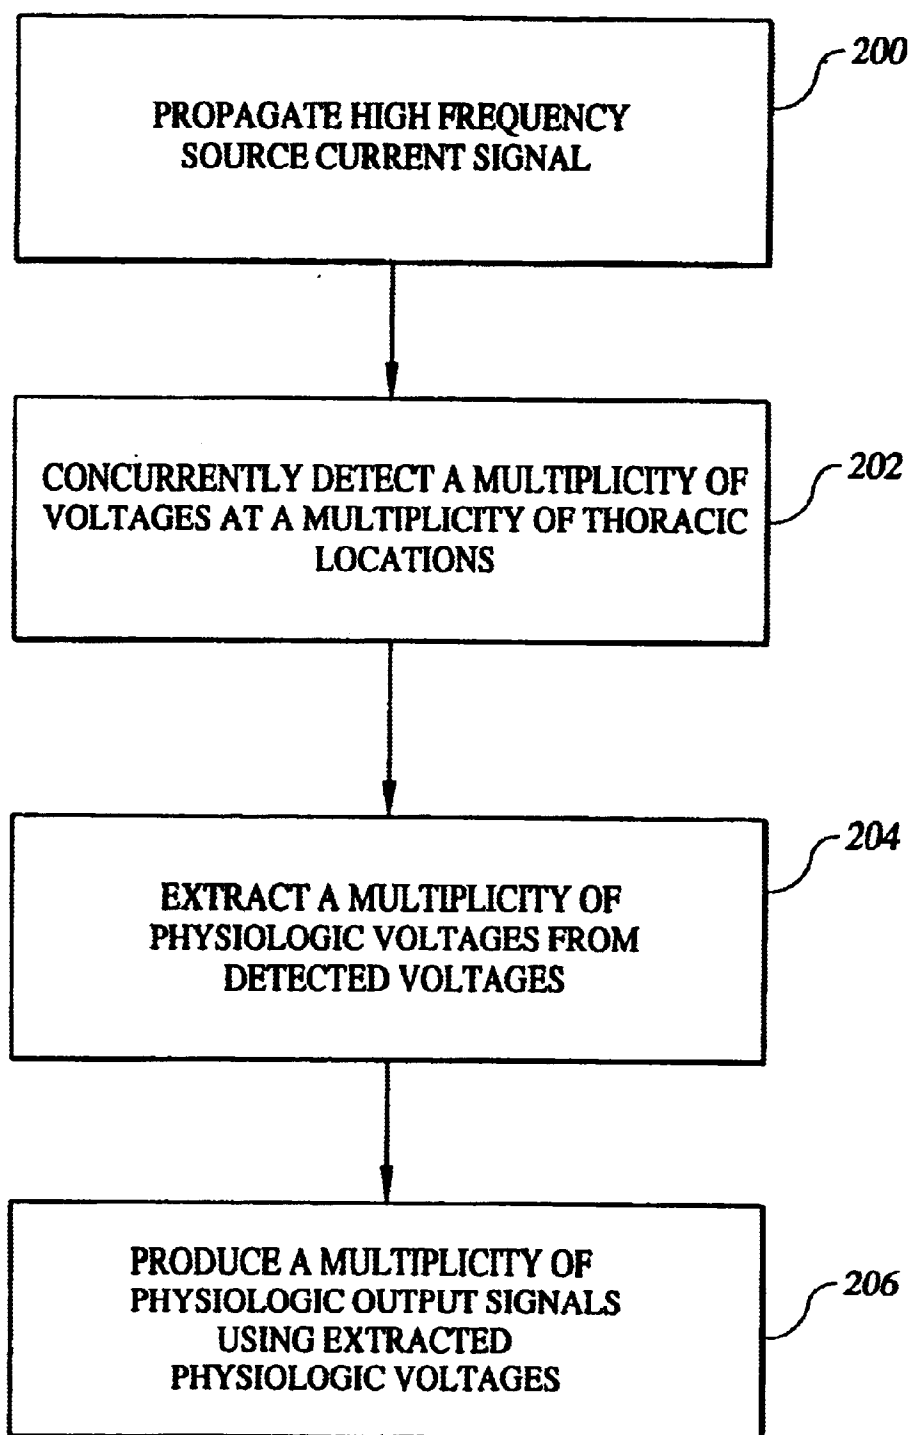 200
PROPAGATE HIGH FREQUENCY
SOURCE CURRENT SIGNAL
202
CONCURRENTLY DETECT A MULTIPLICITY OF
VOLTAGES AT A MULTIPLICITY OF THORACIC
LOCATIONS
204
EXTRACT A MULTIPLICITY OF
PHYSIOLOGIC VOLTAGES FROM
DETECTED VOLTAGES
206
PRODUCE A MULTIPLICITY OF
PHYSIOLOGIC OUTPUT SIGNALS
USING EXTRACTED
PHYSIOLOGIC VOLTAGES